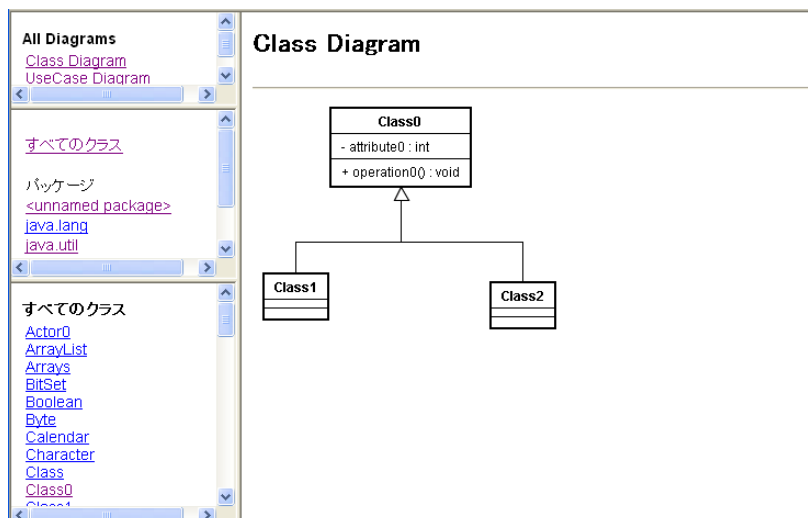 All Diagrams
Class Diagram
UseCase Diagram
すべてのクラス
パッケージ
<unnamed package>
java.lang
java.util
すべてのクラス
Actor0
ArrayList
Arrays
BitSet
Boolean
Byte
Calendar
Character
Class
Class0
Class1
Class Diagram
Class0
- attribute0 : int
+ operation0() : void
Class1
Class2